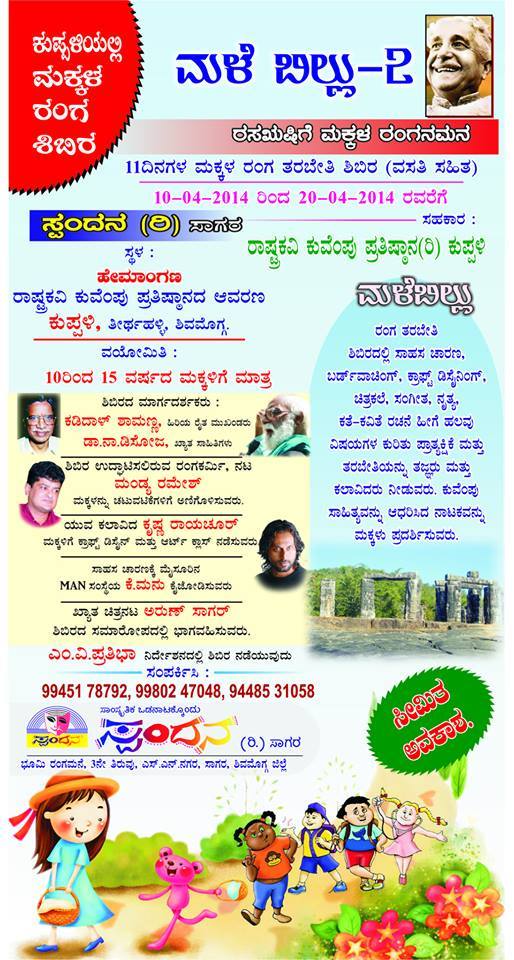 ಕುಪ್ಪಳಿಯಲ್ಲಿ
ಮಕ್ಕಳ
ರಂಗ
ಶಿಬಿರ
ಮಳೆ ಬಿಲ್ಲು-2
ರಸಋಷಿಗೆ ಮಕ್ಕಳ ರಂಗನಮನ
11ದಿನಗಳ ಮಕ್ಕಳ ರಂಗ ತರಬೇತಿ ಶಿಬಿರ (ವಸತಿ ಸಹಿತ)
10-04-2014 ರಿಂದ 20-04-2014 ರವರೆಗೆ
ಸ್ಪಂದನ (ರಿ) ಸಾಗರ
ಸಹಕಾರ :
ರಾಷ್ಟ್ರಕವಿ ಕುವೆಂಪು ಪ್ರತಿಷ್ಠಾನ(ರಿ) ಕುಪ್ಪಳಿ
ಸ್ಥಳ :
ಹೇಮಾಂಗಣ
ರಾಷ್ಟ್ರಕವಿ ಕುವೆಂಪು ಪ್ರತಿಷ್ಠಾನದ ಆವರಣ
ಕುಪ್ಪಳಿ, ತೀರ್ಥಹಳ್ಳಿ, ಶಿವಮೊಗ್ಗ.
ವಯೋಮಿತಿ :
10ರಿಂದ 15 ವರ್ಷದ ಮಕ್ಕಳಿಗೆ ಮಾತ್ರ
ಶಿಬಿರದ ಮಾರ್ಗದರ್ಶಕರು :
ಕಡಿದಾಳ್ ಶಾಮಣ್ಣ, ಹಿರಿಯ ರೈತ ಮುಖಂಡರು
ಡಾ.ನಾ.ಡಿಸೋಜ, ಖ್ಯಾತ ಸಾಹಿತಿಗಳು
ಶಿಬಿರ ಉದ್ಘಾಟಿಸಲಿರುವ ರಂಗಕರ್ಮಿ, ನಟ
ಮಂಡ್ಯ ರಮೇಶ್
ಮಕ್ಕಳನ್ನು ಚಟುವಟಿಕೆಗಳಿಗೆ ಅಣಿಗೊಳಿಸುವರು.
ಯುವ ಕಲಾವಿದ ಕೃಷ್ಣ ರಾಯಚೂರ್
ಮಕ್ಕಳಿಗೆ ಕ್ರಾಫ್ಟ್ ಡಿಸೈನ್ ಮತ್ತು ಆರ್ಟ್ ಕ್ಲಾಸ್ ನಡೆಸುವರು
ಸಾಹಸ ಚಾರಣಕ್ಕೆ ಮೈಸೂರಿನ
MAN ಸಂಸ್ಥೆಯ ಕೆ.ಮನು ಕೈಜೋಡಿಸುವರು
ಖ್ಯಾತ ಚಿತ್ರನಟ ಅರುಣ್ ಸಾಗರ್
ಶಿಬಿರದ ಸಮಾರೋಪದಲ್ಲಿ ಭಾಗವಹಿಸುವರು.
ಎಂ.ವಿ.ಪ್ರತಿಭಾ ನಿರ್ದೇಶನದಲ್ಲಿ ಶಿಬಿರ ನಡೆಯುವುದು
ಮಳೆಬಿಲ್ಲು
ರಂಗ ತರಬೇತಿ
ಶಿಬಿರದಲ್ಲಿ ಸಾಹಸ ಚಾರಣ,
ಬರ್ಡ್‌ವಾಚಿಂಗ್, ಕ್ರಾಫ್ಟ್ ಡಿಸೈನಿಂಗ್,
ಚಿತ್ರಕಲೆ, ಸಂಗೀತ, ನೃತ್ಯ,
ಕತೆ-ಕವಿತೆ ರಚನೆ ಹೀಗೆ ಹಲವು
ವಿಷಯಗಳ ಕುರಿತು ಪ್ರಾತ್ಯಕ್ಷಿಕೆ ಮತ್ತು
ತರಬೇತಿಯನ್ನು ತಜ್ಞರು ಮತ್ತು
ಕಲಾವಿದರು ನೀಡುವರು. ಕುವೆಂಪು
ಸಾಹಿತ್ಯವನ್ನು ಆಧರಿಸಿದ ನಾಟಕವನ್ನು
ಮಕ್ಕಳು ಪ್ರದರ್ಶಿಸುವರು.
ಸಂಪರ್ಕಿಸಿ :
99451 78792, 99802 47048, 94485 31058
ಸಾಂಸ್ಕೃತಿಕ ಒಡನಾಟಕ್ಕೊಂದು
ಸ್ಪಂದನ
ಸ್ಪಂದನ (ರಿ.) ಸಾಗರ
ಭೂಮಿ ರಂಗಮನೆ, 3ನೇ ತಿರುವು, ಎಸ್.ಎನ್.ನಗರ, ಸಾಗರ, ಶಿವಮೊಗ್ಗ ಜಿಲ್ಲೆ
ಸೀಮಿತ
ಅವಕಾಶ.